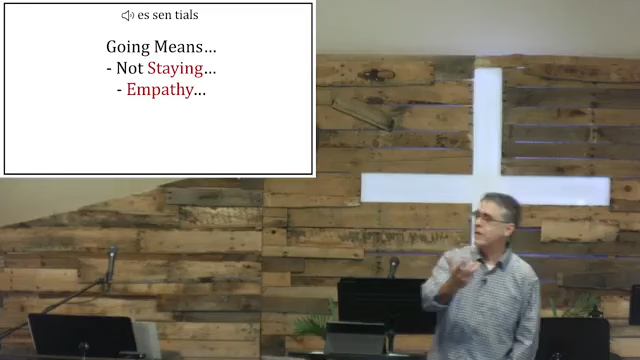 es sen tials
Going Means...
- Not Staying...
- Empathy...